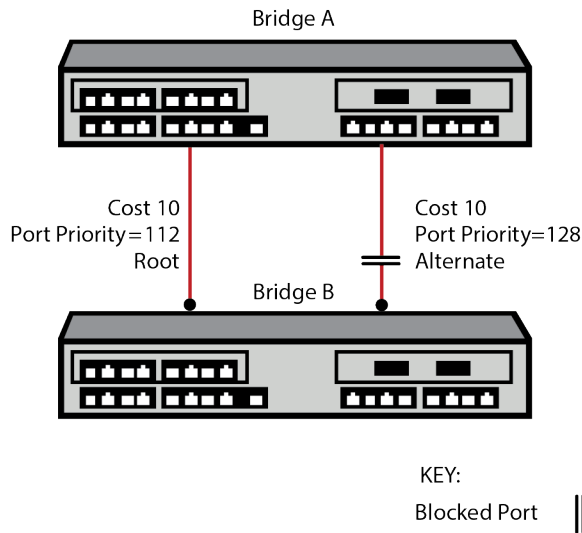 Bridge A
Cost 10
Port Priority=112
Root
Cost 10
Port Priority=128
Alternate
Bridge B
KEY:
Blocked Port